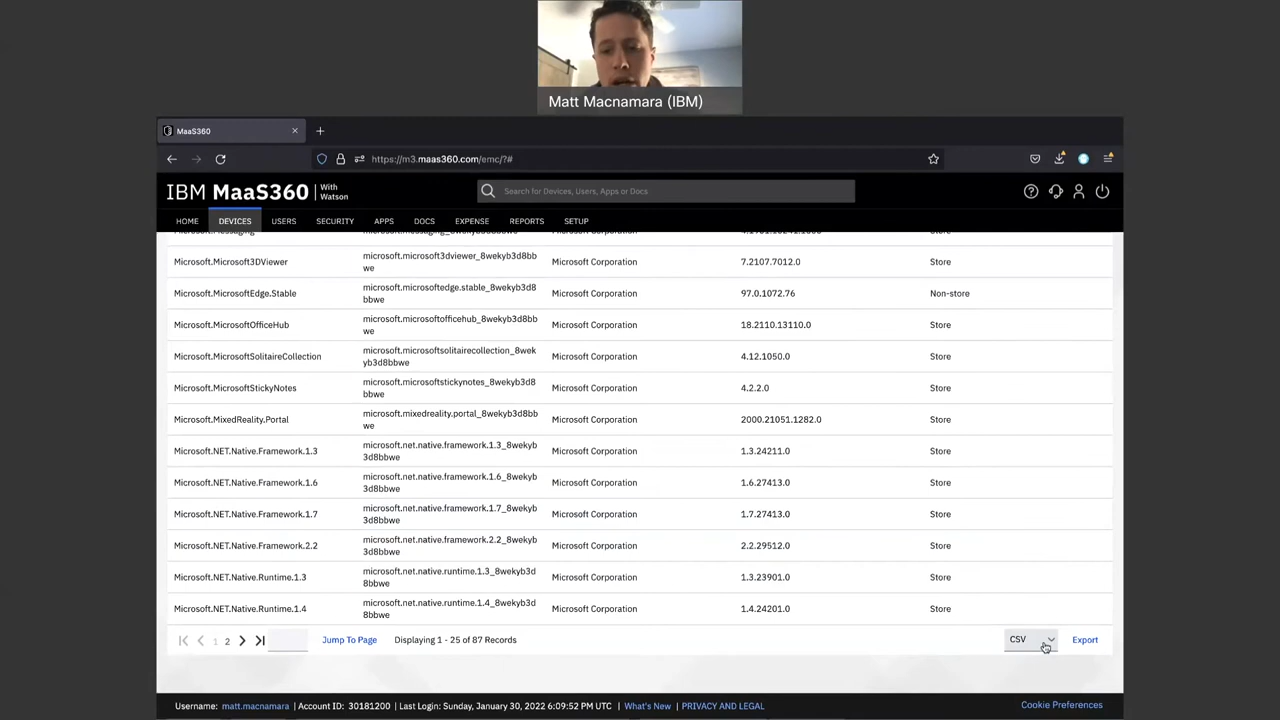 Matt Macnamara (IBM)
MaaS360
https://m3.maas360.com/emc/?#
IBM MaaS360 | With Watson
Search for Devices, Users, Apps or Docs
HOME DEVICES USERS SECURITY APPS DOCS EXPENSE REPORTS SETUP
Microsoft.Microsoft3DViewer microsoft.microsoft3dviewer_8wekyb3d8bb Microsoft Corporation 7.2107.7012.0 Store
we
Microsoft.MicrosoftEdge.Stable microsoft.microsoftedge.stable_8wekyb3d8 Microsoft Corporation 97.0.1072.76 Non-store
bbwe
Microsoft.MicrosoftOfficeHub microsoft.microsoftofficehub_8wekyb3d8bb Microsoft Corporation 18.2110.13110.0 Store
we
Microsoft.MicrosoftSolitaireCollection microsoft.microsoftsolitairecollection_8wek Microsoft Corporation 4.12.1050.0 Store
yb3d8bbwe
Microsoft.MicrosoftStickyNotes microsoft.microsoftstickynotes_8wekyb3d8 Microsoft Corporation 4.2.2.0 Store
bbwe
Microsoft.MixedReality.Portal microsoft.mixedreality.portal_8wekyb3d8bb Microsoft Corporation 2000.21051.1282.0 Store
we
Microsoft.NET.Native.Framework.1.3 microsoft.net.native.framework.1.3_8wekyb Microsoft Corporation 1.3.24211.0 Store
3d8bbwe
Microsoft.NET.Native.Framework.1.6 microsoft.net.native.framework.1.6_8wekyb Microsoft Corporation 1.6.27413.0 Store
3d8bbwe
Microsoft.NET.Native.Framework.1.7 microsoft.net.native.framework.1.7_8wekyb Microsoft Corporation 1.7.27413.0 Store
3d8bbwe
Microsoft.NET.Native.Framework.2.2 microsoft.net.native.framework.2.2_8wekyb Microsoft Corporation 2.2.29512.0 Store
3d8bbwe
Microsoft.NET.Native.Runtime.1.3 microsoft.net.native.runtime.1.3_8wekyb3d Microsoft Corporation 1.3.23901.0 Store
8bbwe
Microsoft.NET.Native.Runtime.1.4 microsoft.net.native.runtime.1.4_8wekyb3d Microsoft Corporation 1.4.24201.0 Store
8bbwe
1 2 Jump To Page Displaying 1 - 25 of 87 Records CSV Export
Username: matt.macnamara | Account ID: 30181200 | Last Login: Sunday, January 30, 2022 6:09:52 PM UTC | What's New | PRIVACY AND LEGAL Cookie Preferences